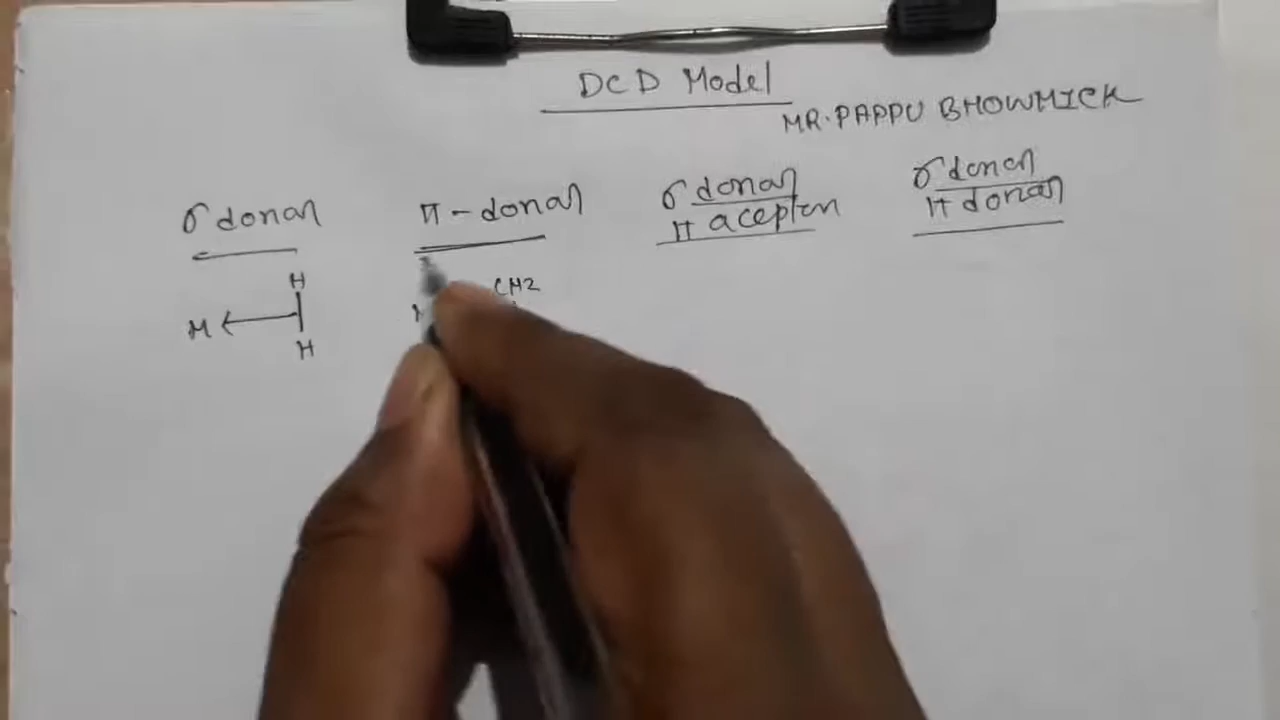 DCD Model
MR. PAPPU BHOWMICK
σ donar
π - donar
σ donar
π aceptor
σ donar
π donar
H
M
H
CH2